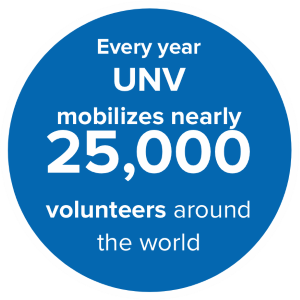 Every year
UNV
mobilizes nearly
25,000
volunteers around
the world